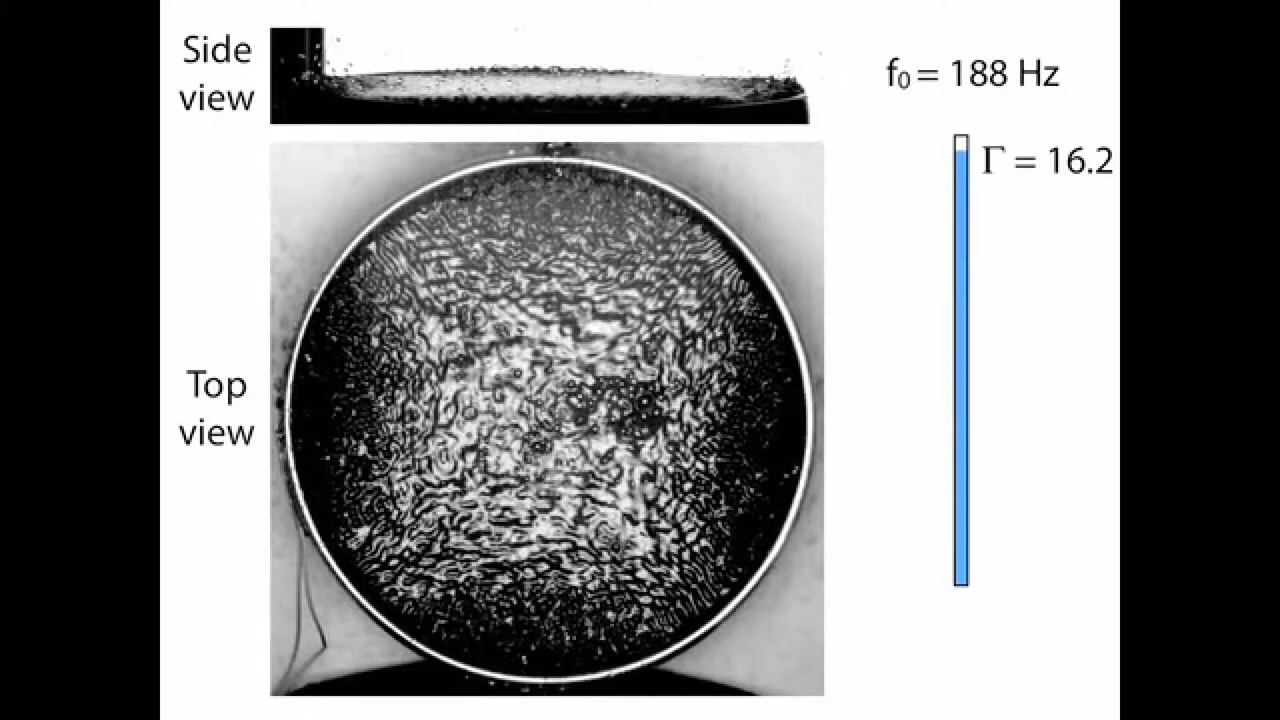 Side
view
f₀ = 188 Hz
Γ = 16.2
Top
view